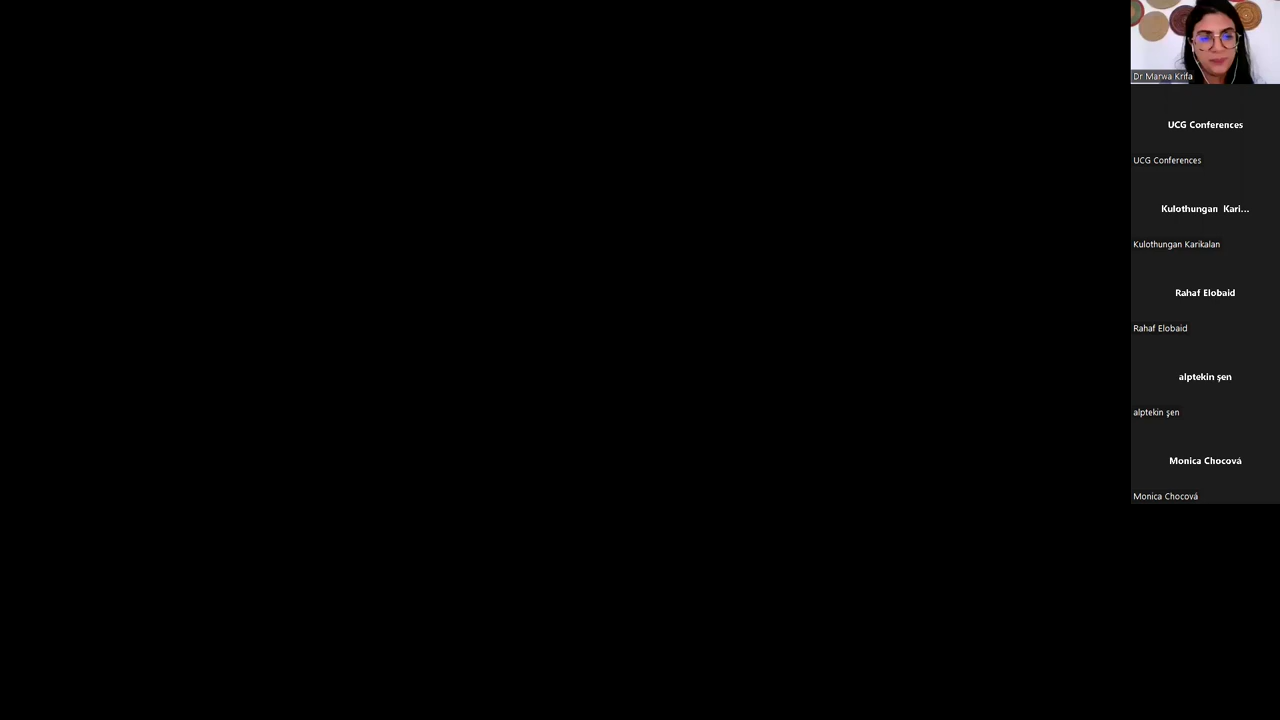 Dr Marwa Krifa
UCG Conferences
UCG Conferences
Kulothungan Kari...
Kulothungan Karikalan
Rahaf Elobaid
Rahaf Elobaid
alptekin şen
alptekin şen
Monica Chocová
Monica Chocová